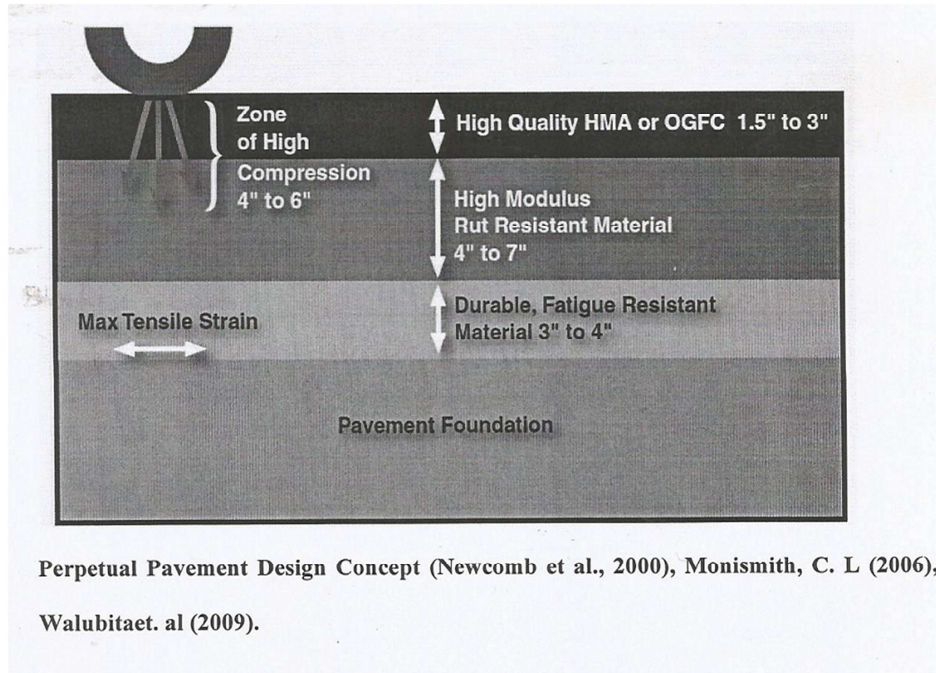 Zone
of High
Compression
4" to 6"
High Quality HMA or OGFC 1.5" to 3"
High Modulus
Rut Resistant Material
4" to 7"
Max Tensile Strain
Durable, Fatigue Resistant
Material 3" to 4"
Pavement Foundation
Perpetual Pavement Design Concept (Newcomb et al., 2000), Monismith, C. L (2006),
Walubitaet. al (2009).